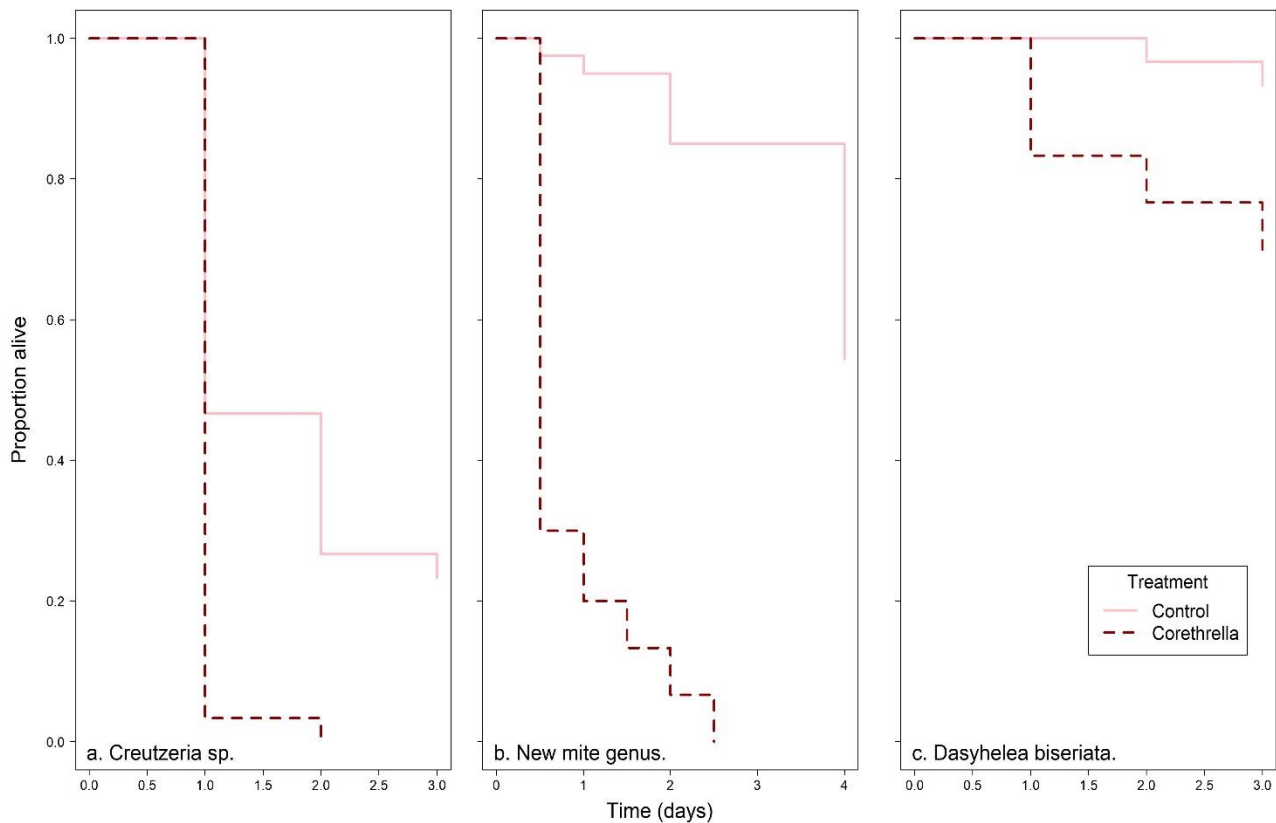 Proportion alive
1.0
0.8
0.6
0.4
0.2
0.0
a. Creutzeria sp.
0.0 0.5 1.0 1.5 2.0 2.5 3.0
b. New mite genus.
0 1 2 3 4
c. Dasyhelea biseriata.
0.0 0.5 1.0 1.5 2.0 2.5 3.0
Treatment
Control
Corethrella
Time (days)